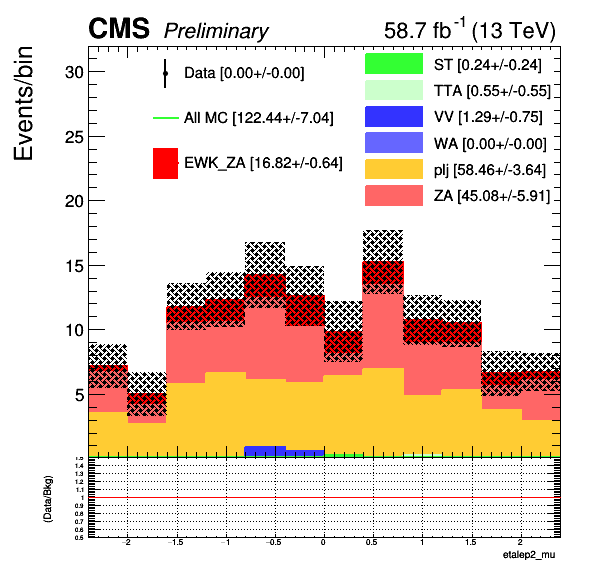 CMS Preliminary 58.7 fb-1 (13 TeV)
Events/bin
30
25
20
15
10
5
Data [0.00+/-0.00]
All MC [122.44+/-7.04]
EWK_ZA [16.82+/-0.64]
ST [0.24+/-0.24]
TTA [0.55+/-0.55]
VV [1.29+/-0.75]
WA [0.00+/-0.00]
plj [58.46+/-3.64]
ZA [45.08+/-5.91]
(Data/Bkg)
1.5
1.4
1.3
1.2
1.1
1
0.9
0.8
0.7
0.6
0.5
−2 −1.5 −1 −0.5 0 0.5 1 1.5 2
etalep2_mu